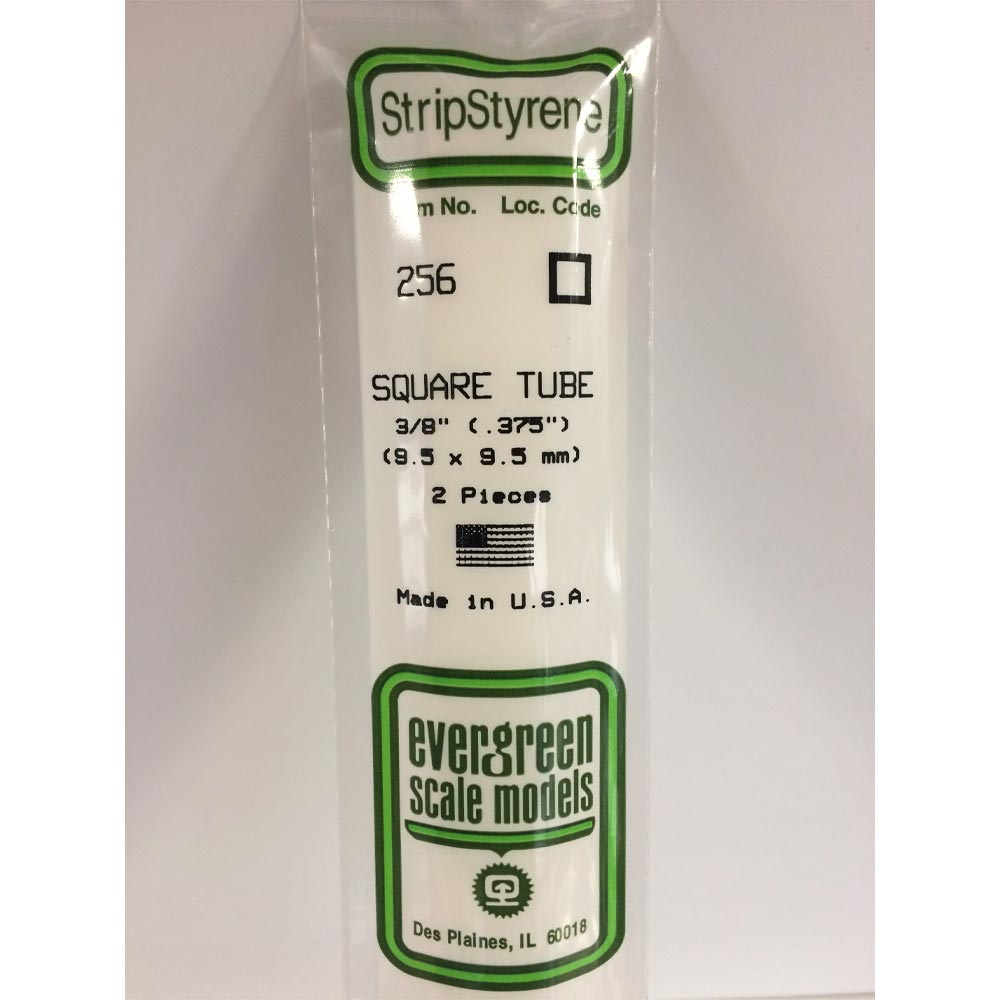 StripStyrene
m No. Loc. Code
256
SQUARE TUBE
3/8" (.375")
(9.5 x 9.5 mm)
2 Pieces
Made in U.S.A.
evergreen
scale models
Des Plaines, IL 60018